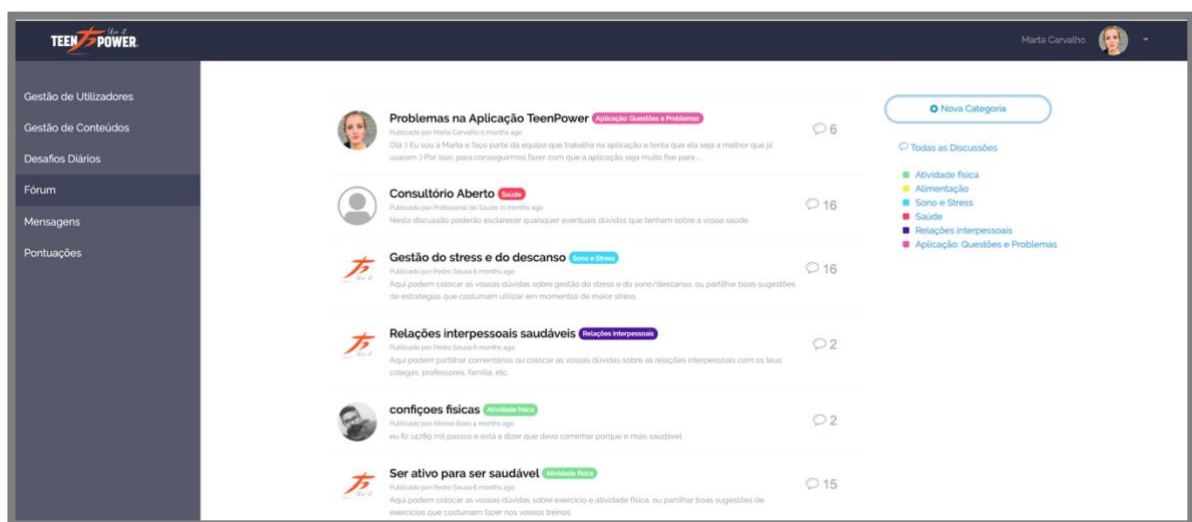 TEEN Use it POWER
Marta Carvalho
Gestão de Utilizadores
Gestão de Conteúdos
Desafios Diários
Fórum
Mensagens
Pontuações
Problemas na Aplicação TeenPower Aplicação: Questões e Problemas
Publicado por Marta Carvalho months ago
6
Olá :) Eu sou a Marta e faço parte da equipa que trabalha na aplicação e tenta que ela seja a melhor que já
usaram :) Por isso, para conseguirmos fazer com que a aplicação seja muito fixe para ...
Consultório Aberto Saúde
Publicado por Profissional de Saude 11 months ago
16
Nesta discussão poderão esclarecer quaisquer eventuais dúvidas que tenham sobre a vossa saúde.
Gestão do stress e do descanso Sono e Stress
Publicado por Pedro Sousa 6 months ago
16
Aqui podem colocar as vossas dúvidas sobre gestão do stress e do sono/descanso, ou partilhar boas sugestões
de estratégias que costumam utilizar em momentos de maior stress
Relações interpessoais saudáveis Relações interpessoais
Publicado por Pedro Sousa 6 months ago
2
Aqui podem partilhar comentários ou colocar as vossas dúvidas sobre as relações interpessoais com os teus
colegas, professores, família, etc.
confiçoes fisicas Atividade física
Publicado por Afonso 4 months ago
2
eu fiz 14789 mil passos e está a dizer que devo caminhar porque e mais saudável
Ser ativo para ser saudável Atividade física
Publicado por Pedro Sousa 6 months ago
15
Aqui podem colocar as vossas dúvidas sobre exercício e atividade física, ou partilhar boas sugestões de
exercícios que costumam fazer nos vossos treinos
Nova Categoria
Todas as Discussões
Atividade física
Alimentação
Sono e Stress
Saúde
Relações interpessoais
Aplicação: Questões e Problemas